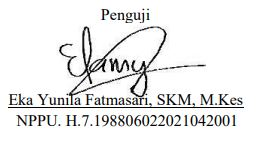 Penguji
Eka Yunila Fatmasari, SKM, M.Kes
NPPU. H.7.198806022021042001